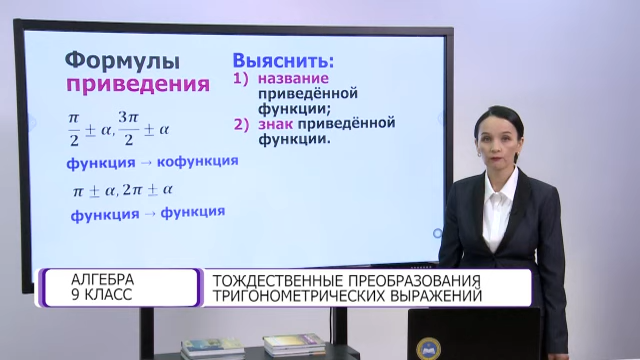 Формулы
приведения
π/2 ± α, 3π/2 ± α
функция → кофункция
π ± α, 2π ± α
функция → функция
Выяснить:
1) название
приведённой
функции;
2) знак приведённой
функции.
АЛГЕБРА
9 КЛАСС
ТОЖДЕСТВЕННЫЕ ПРЕОБРАЗОВАНИЯ
ТРИГОНОМЕТРИЧЕСКИХ ВЫРАЖЕНИЙ